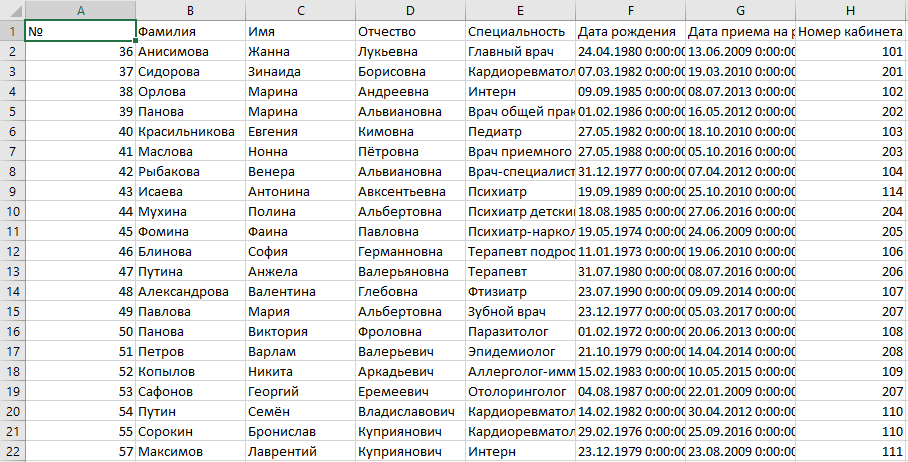 A B C D E F G H
1 № Фамилия Имя Отчество Специальность Дата рождения Дата приема на р Номер кабинета
2 36 Анисимова Жанна Лукьевна Главный врач 24.04.1980 0:00:00 13.06.2009 0:00:00 101
3 37 Сидорова Зинаида Борисовна Кардиоревматол 07.03.1982 0:00:00 19.03.2010 0:00:00 201
4 38 Орлова Марина Андреевна Интерн 09.09.1985 0:00:00 08.07.2013 0:00:00 102
5 39 Панова Марина Альвиановна Врач общей прак 01.02.1986 0:00:00 16.05.2012 0:00:00 202
6 40 Красильникова Евгения Кимовна Педиатр 27.05.1982 0:00:00 18.10.2010 0:00:00 103
7 41 Маслова Нонна Пётровна Врач приемного 27.05.1988 0:00:00 05.10.2016 0:00:00 203
8 42 Рыбакова Венера Альвиановна Врач-специалист 31.12.1977 0:00:00 07.04.2012 0:00:00 104
9 43 Исаева Антонина Авксентьевна Психиатр 19.09.1989 0:00:00 25.10.2010 0:00:00 114
10 44 Мухина Полина Альбертовна Психиатр детски 18.08.1985 0:00:00 27.06.2016 0:00:00 204
11 45 Фомина Фаина Павловна Психиатр-наркол 19.05.1974 0:00:00 24.06.2009 0:00:00 205
12 46 Блинова София Германновна Терапевт подрос 11.01.1973 0:00:00 19.06.2010 0:00:00 106
13 47 Путина Анжела Валерьяновна Терапевт 31.07.1980 0:00:00 08.07.2016 0:00:00 206
14 48 Александрова Валентина Глебовна Фтизиатр 23.07.1990 0:00:00 09.09.2014 0:00:00 107
15 49 Павлова Мария Альбертовна Зубной врач 23.12.1977 0:00:00 05.03.2017 0:00:00 207
16 50 Панова Виктория Фроловна Паразитолог 01.02.1972 0:00:00 20.06.2013 0:00:00 108
17 51 Петров Варлам Валерьевич Эпидемиолог 21.10.1979 0:00:00 14.04.2014 0:00:00 208
18 52 Копылов Никита Аркадьевич Аллерголог-имм 15.02.1983 0:00:00 10.05.2015 0:00:00 109
19 53 Сафонов Георгий Еремеевич Отолоринголог 04.08.1987 0:00:00 22.01.2009 0:00:00 207
20 54 Путин Семён Владиславович Кардиоревматол 14.02.1982 0:00:00 30.04.2012 0:00:00 110
21 55 Сорокин Бронислав Куприянович Кардиоревматол 29.02.1976 0:00:00 25.09.2016 0:00:00 110
22 57 Максимов Лаврентий Куприянович Интерн 23.12.1979 0:00:00 23.08.2009 0:00:00 111